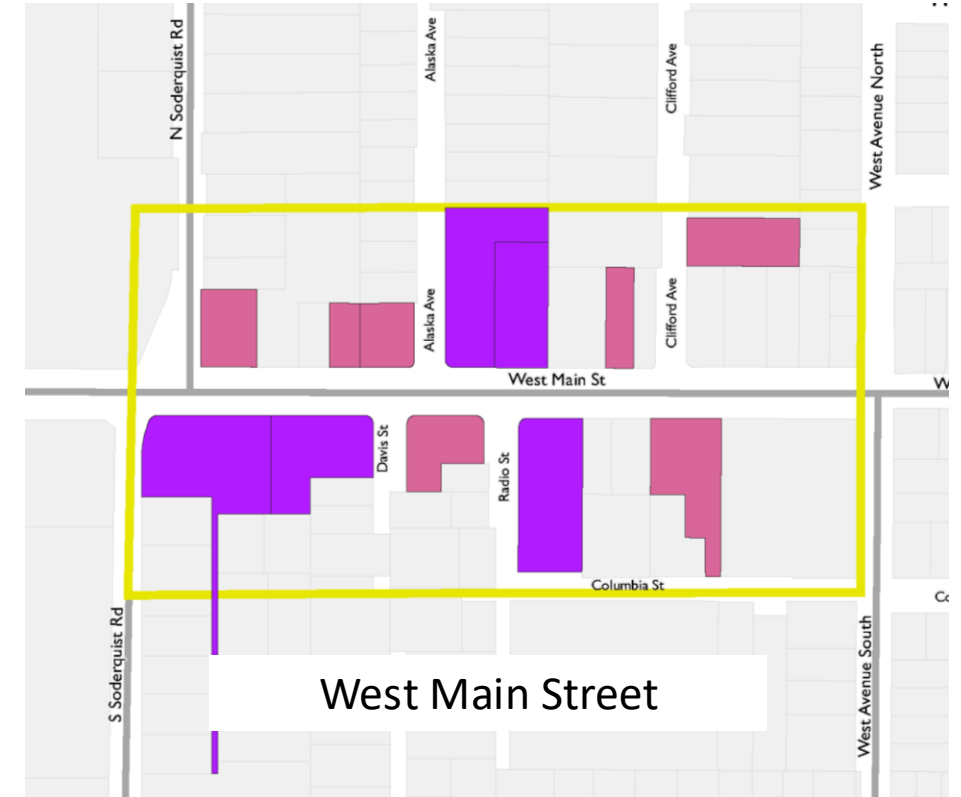 N Soderquist Rd
Alaska Ave
Clifford Ave
West Avenue North
Alaska Ave
Clifford Ave
West Main St
W
Davis St
Radio St
Columbia St
Co
S Soderquist Rd
West Avenue South
West Main Street